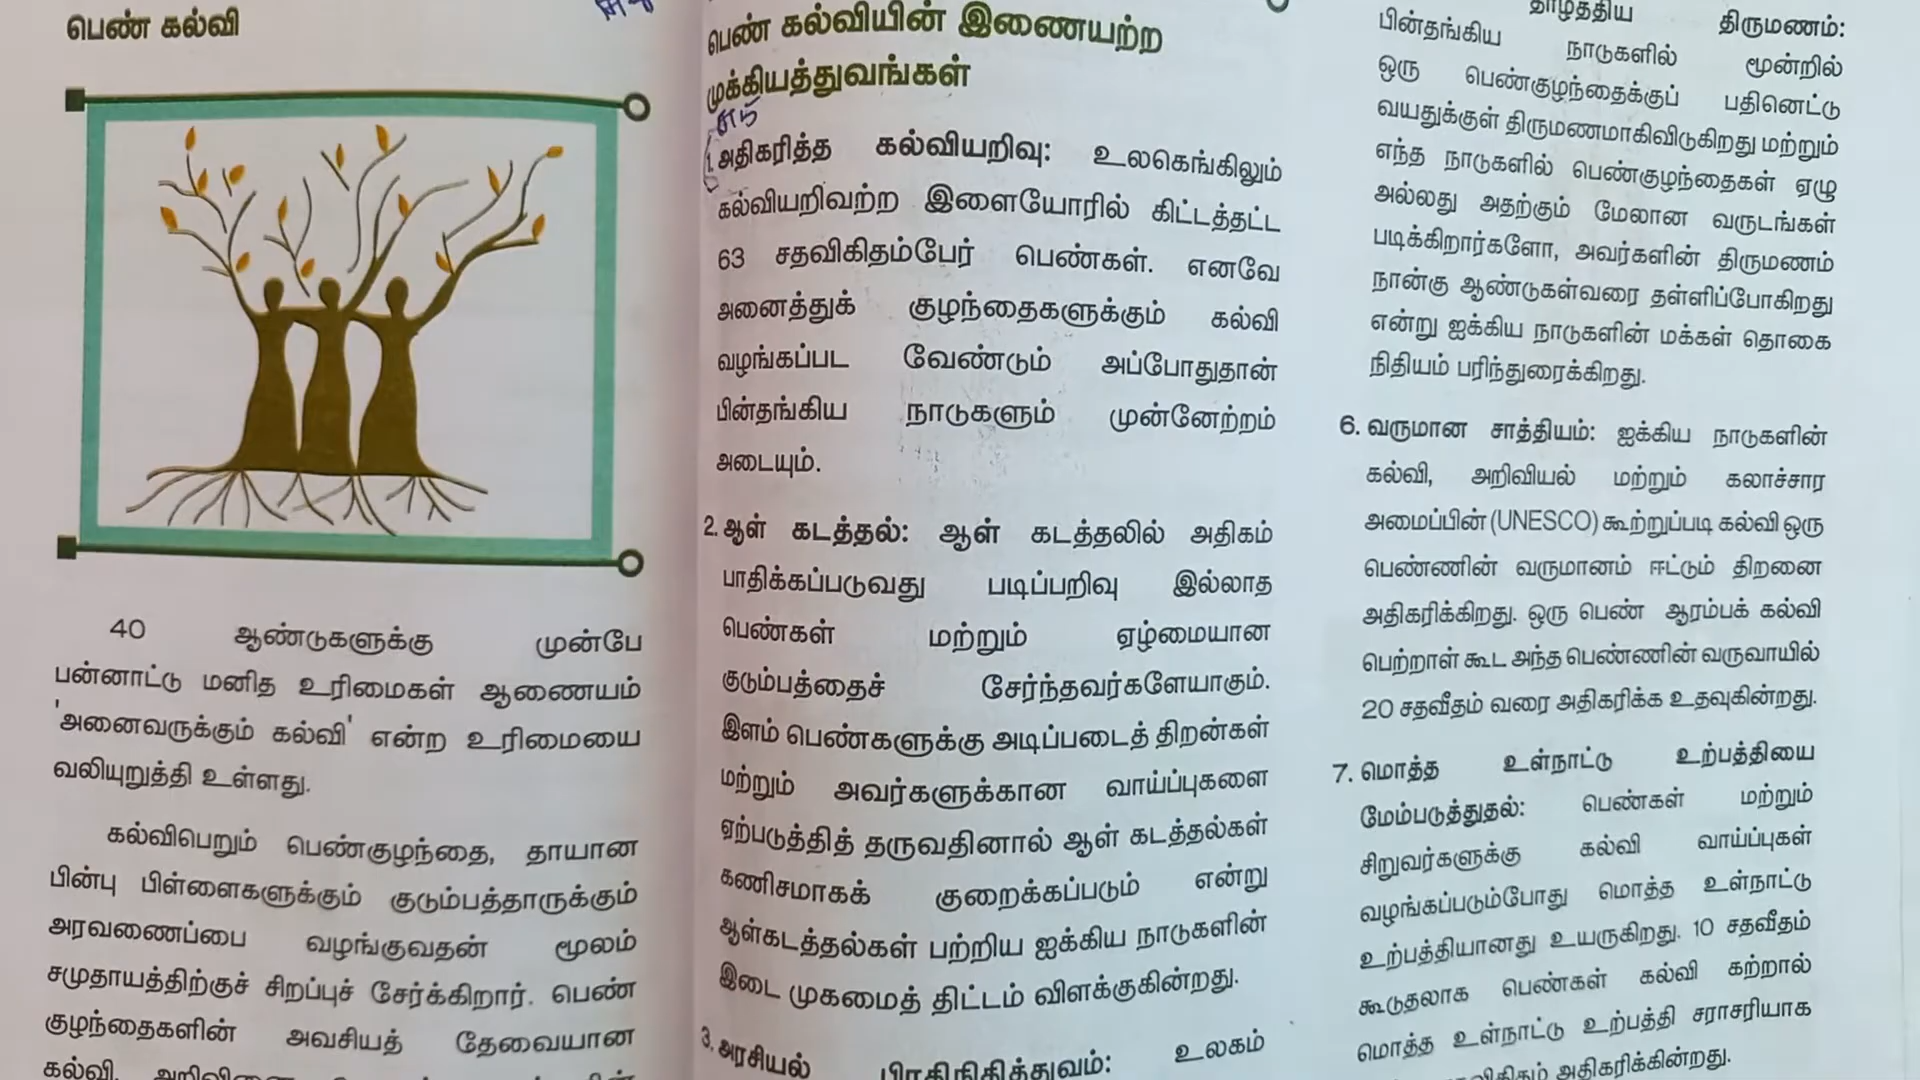 பெண் கல்வி
40 ஆண்டுகளுக்கு முன்பே
பன்னாட்டு மனித உரிமைகள் ஆணையம்
'அனைவருக்கும் கல்வி' என்ற உரிமையை
வலியுறுத்தி உள்ளது.
கல்விபெறும் பெண்குழந்தை, தாயான
பின்பு பிள்ளைகளுக்கும் குடும்பத்தாருக்கும்
அரவணைப்பை வழங்குவதன் மூலம்
சமுதாயத்திற்குச் சிறப்புச் சேர்க்கிறார். பெண்
குழந்தைகளின் அவசியத் தேவையான
கல்வி,
பெண் கல்வியின் இணையற்ற
முக்கியத்துவங்கள்
1. அதிகரித்த கல்வியறிவு: உலகெங்கிலும்
கல்வியறிவற்ற இளையோரில் கிட்டத்தட்ட
63 சதவிகிதம்பேர் பெண்கள். எனவே
அனைத்துக் குழந்தைகளுக்கும் கல்வி
வழங்கப்பட வேண்டும் அப்போதுதான்
பின்தங்கிய நாடுகளும் முன்னேற்றம்
அடையும்.
2. ஆள் கடத்தல்: ஆள் கடத்தலில் அதிகம்
பாதிக்கப்படுவது படிப்பறிவு இல்லாத
பெண்கள் மற்றும் ஏழ்மையான
குடும்பத்தைச் சேர்ந்தவர்களேயாகும்.
இளம் பெண்களுக்கு அடிப்படைத் திறன்கள்
மற்றும் அவர்களுக்கான வாய்ப்புகளை
ஏற்படுத்தித் தருவதினால் ஆள் கடத்தல்கள்
கணிசமாகக் குறைக்கப்படும் என்று
ஆள்கடத்தல்கள் பற்றிய ஐக்கிய நாடுகளின்
இடை முகமைத் திட்டம் விளக்குகின்றது.
3. அரசியல் பிரதிநிதித்துவம்: உலகம்
தாழ்த்திய திருமணம்:
பின்தங்கிய நாடுகளில் மூன்றில்
ஒரு பெண்குழந்தைக்குப் பதினெட்டு
வயதுக்குள் திருமணமாகிவிடுகிறது மற்றும்
எந்த நாடுகளில் பெண்குழந்தைகள் ஏழு
அல்லது அதற்கும் மேலான வருடங்கள்
படிக்கிறார்களோ, அவர்களின் திருமணம்
நான்கு ஆண்டுகள்வரை தள்ளிப்போகிறது
என்று ஐக்கிய நாடுகளின் மக்கள் தொகை
நிதியம் பரிந்துரைக்கிறது.
6. வருமான சாத்தியம்: ஐக்கிய நாடுகளின்
கல்வி, அறிவியல் மற்றும் கலாச்சார
அமைப்பின் (UNESCO) கூற்றுப்படி கல்வி ஒரு
பெண்ணின் வருமானம் ஈட்டும் திறனை
அதிகரிக்கிறது. ஒரு பெண் ஆரம்பக் கல்வி
பெற்றாள் கூட அந்த பெண்ணின் வருவாயில்
20 சதவீதம் வரை அதிகரிக்க உதவுகின்றது.
7. மொத்த உள்நாட்டு உற்பத்தியை
மேம்படுத்துதல்: பெண்கள் மற்றும்
சிறுவர்களுக்கு கல்வி வாய்ப்புகள்
வழங்கப்படும்போது மொத்த உள்நாட்டு
உற்பத்தியானது உயருகிறது. 10 சதவீதம்
கூடுதலாக பெண்கள் கல்வி கற்றால்
மொத்த உள்நாட்டு உற்பத்தி சராசரியாக
அதிகரிக்கின்றது.